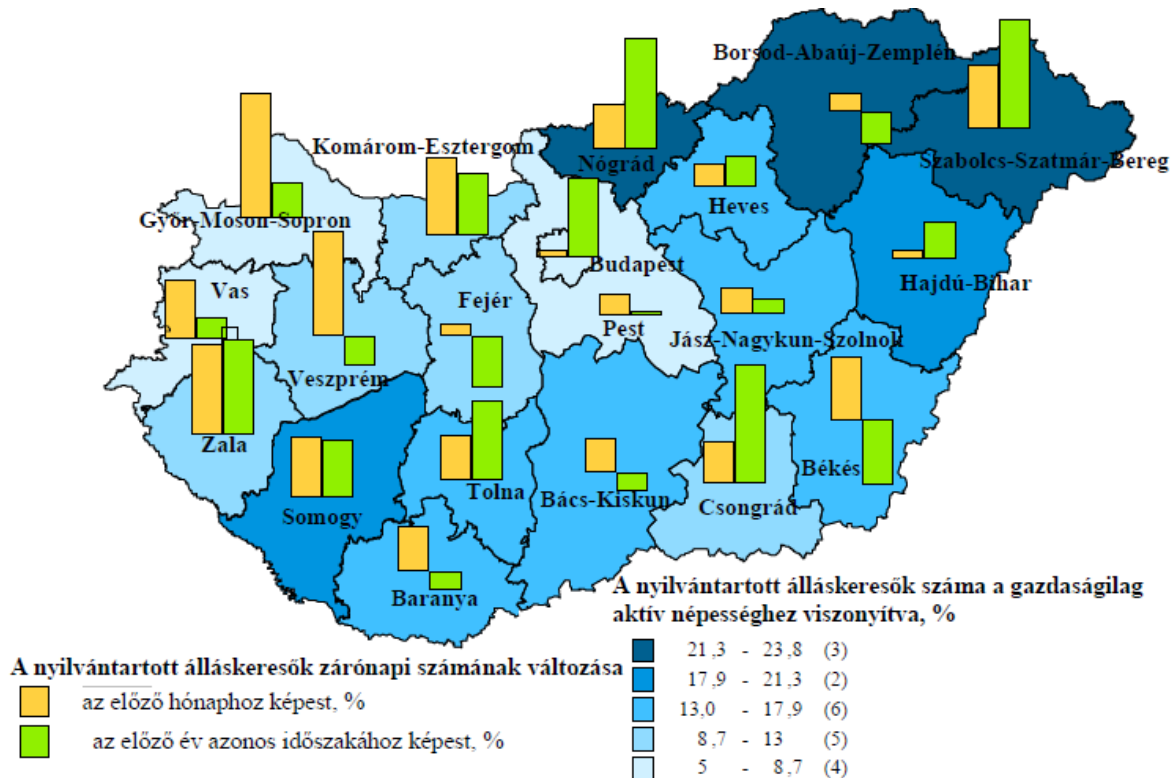 Borsod-Abaúj-Zemplén
Komárom-Esztergom
Nógrád
Szabolcs-Szatmár-Bereg
Heves
Győr-Moson-Sopron
Budapest
Hajdú-Bihar
Vas
Fejér
Pest
Jász-Nagykun-Szolnok
Veszprém
Zala
Tolna
Bács-Kiskun
Békés
Csongrád
Somogy
Baranya
A nyilvántartott álláskeresők száma a gazdaságilag
aktív népességhez viszonyítva, %
21,3 - 23,8 (3)
17,9 - 21,3 (2)
13,0 - 17,9 (6)
8,7 - 13 (5)
5 - 8,7 (4)
A nyilvántartott álláskeresők zárónapi számának változása
az előző hónaphoz képest, %
az előző év azonos időszakához képest, %